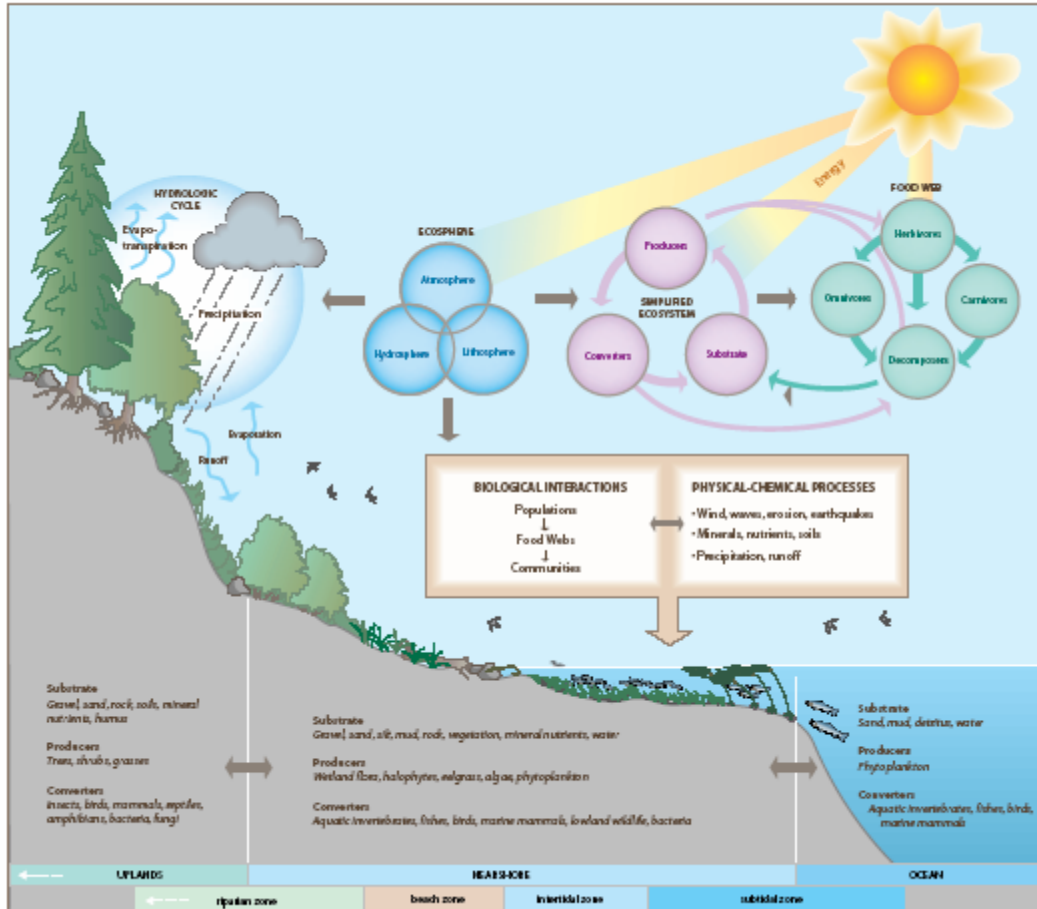 HYDROLOGIC
CYCLE
Evapo-
transpiration
Precipitation
Evaporation
Runoff
ECOSPHERE
Atmosphere
Hydrosphere
Lithosphere
Energy
Producers
SIMPLIFIED
ECOSYSTEM
Converters
Substrate
FOOD WEB
Herbivores
Omnivores
Carnivores
Decomposers
BIOLOGICAL INTERACTIONS
Populations
Food Webs
Communities
PHYSICAL-CHEMICAL PROCESSES
• Wind, waves, erosion, earthquakes
• Minerals, nutrients, soils
• Precipitation, runoff
Substrate
Gravel, sand, rock, soils, mineral
nutrients, humus
Producers
Trees, shrubs, grasses
Converters
Insects, birds, mammals, reptiles,
amphibians, bacteria, fungi
Substrate
Gravel, sand, silt, mud, rock, vegetation, mineral nutrients, water
Producers
Wetland flora, halophytes, eelgrass, algae, phytoplankton
Converters
Aquatic invertebrates, fishes, birds, marine mammals, lowland wildlife, bacteria
Substrate
Sand, mud, detritus, water
Producers
Phytoplankton
Converters
Aquatic invertebrates, fishes, birds,
marine mammals
UPLANDS
NEARSHORE
OCEAN
riparian zone
beach zone
intertidal zone
subtidal zone